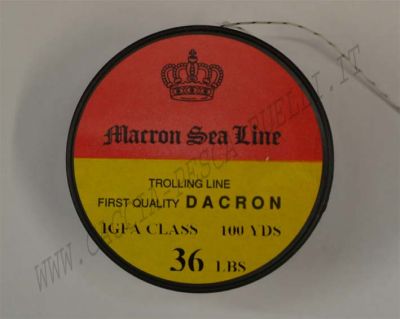 Macron Sea Line
TROLLING LINE
FIRST QUALITY DACRON
IGFA CLASS 100 YDS
36 LBS